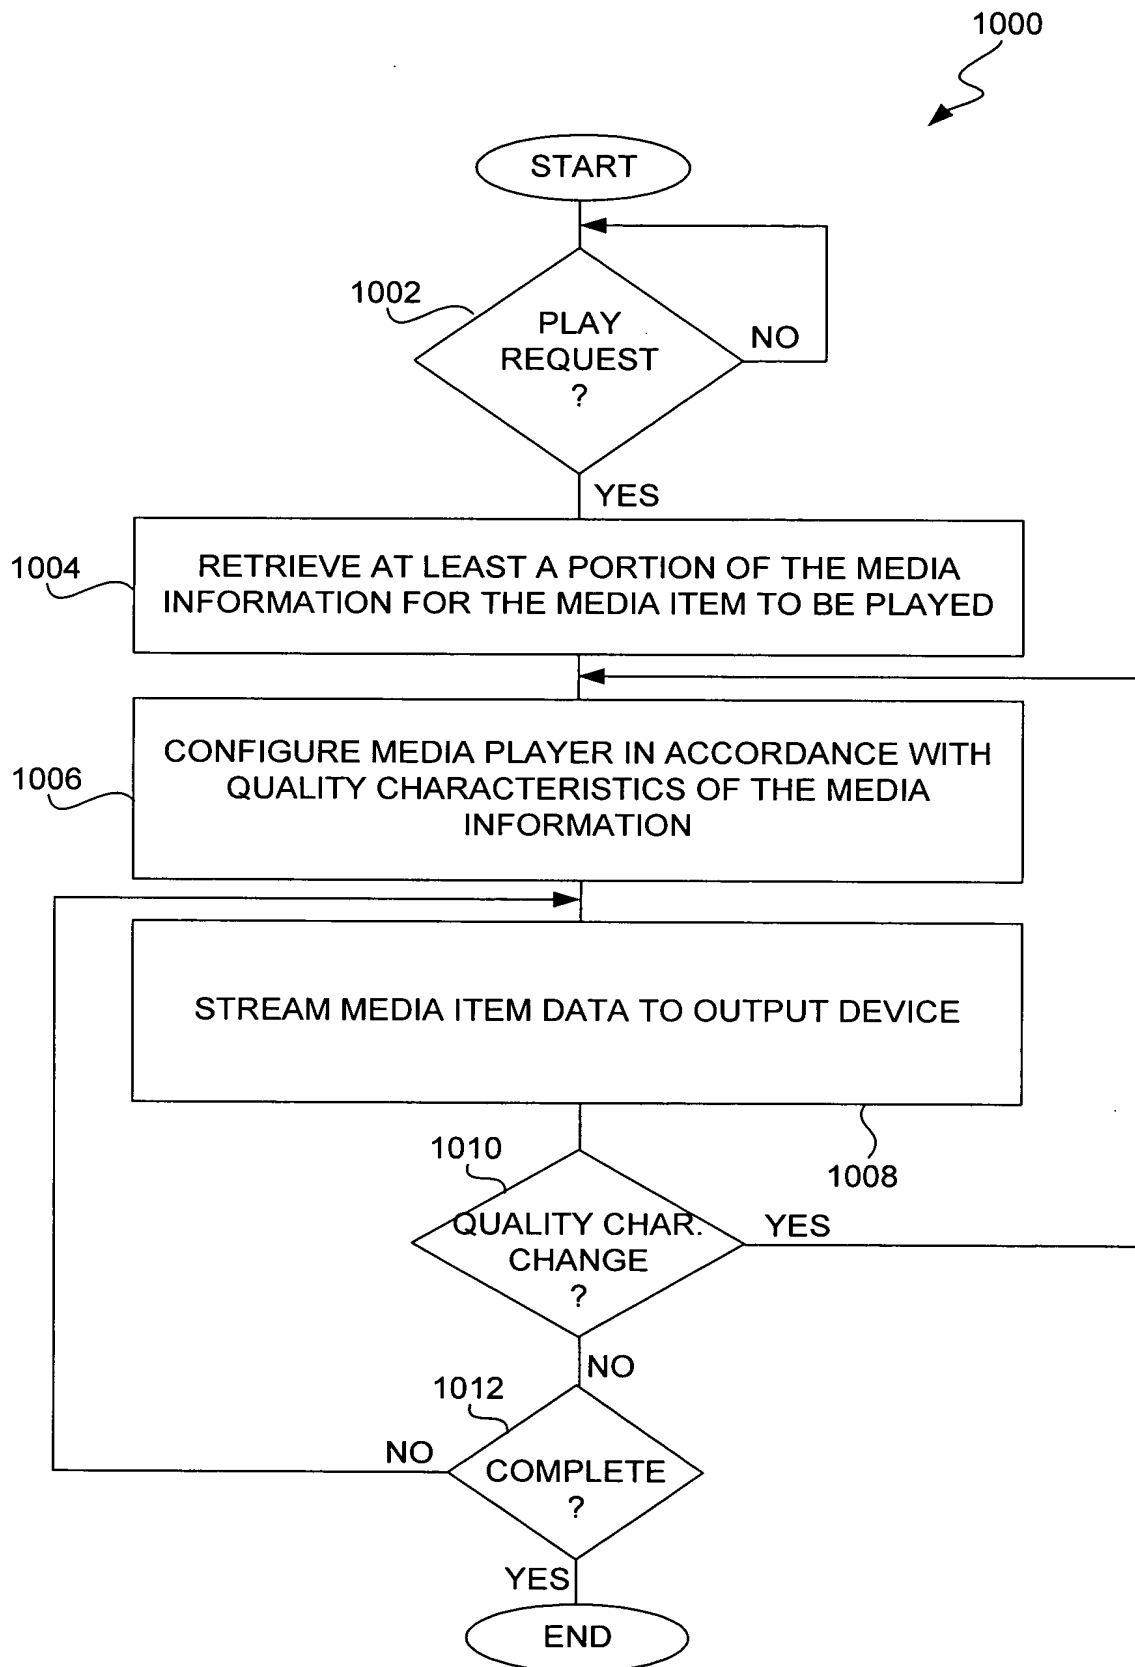 1000
START
1002
PLAY
REQUEST
?
NO
YES
1004
RETRIEVE AT LEAST A PORTION OF THE MEDIA
INFORMATION FOR THE MEDIA ITEM TO BE PLAYED
1006
CONFIGURE MEDIA PLAYER IN ACCORDANCE WITH
QUALITY CHARACTERISTICS OF THE MEDIA
INFORMATION
STREAM MEDIA ITEM DATA TO OUTPUT DEVICE
1008
1010
QUALITY CHAR.
CHANGE
?
YES
NO
1012
COMPLETE
?
NO
YES
END